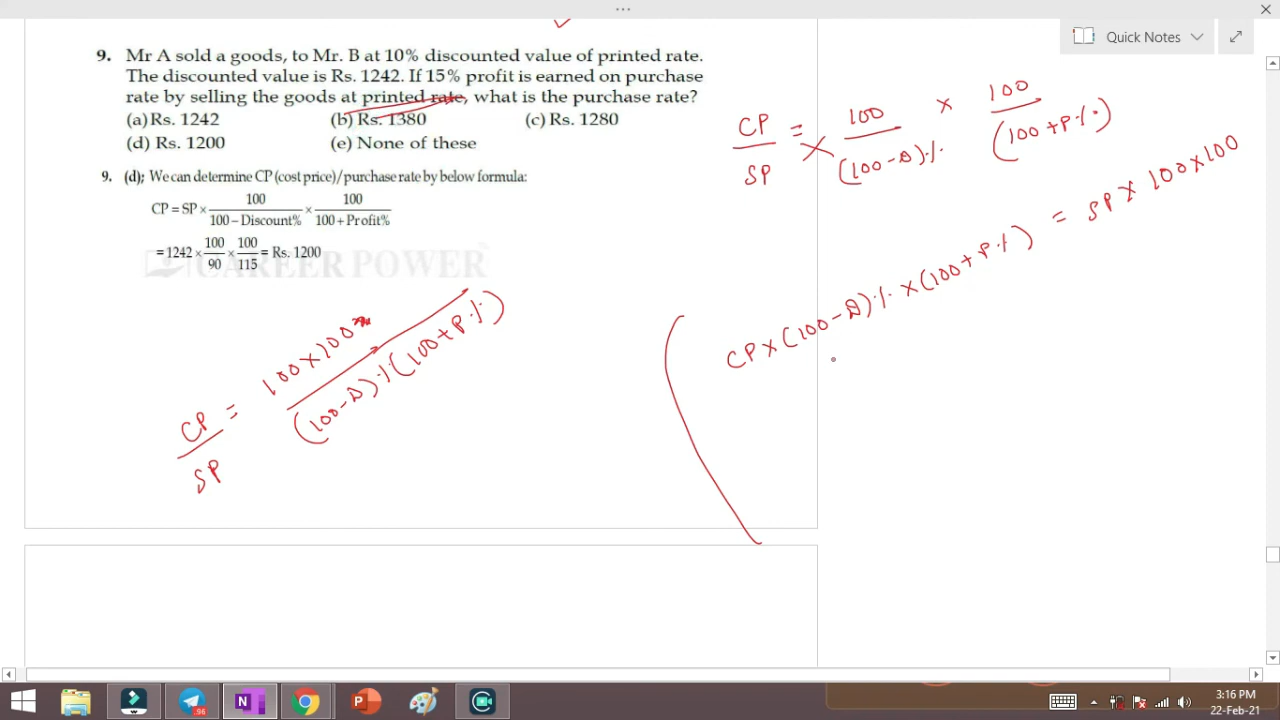 Quick Notes
9. Mr A sold a goods, to Mr. B at 10% discounted value of printed rate.
The discounted value is Rs. 1242. If 15% profit is earned on purchase
rate by selling the goods at printed rate, what is the purchase rate?
(a) Rs. 1242 (b) Rs. 1380 (c) Rs. 1280
(d) Rs. 1200 (e) None of these
9. (d); We can determine CP (cost price)/purchase rate by below formula:
CP = SP × 100/(100 – Discount%) × 100/(100 + Profit%)
= 1242 × 100/90 × 100/115 = Rs. 1200
CAREER POWER
CP/SP = 100×100/(100-D)%(100+P%)
CP/SP = 100/(100-D)% × 100/(100+P%)
CP×(100-D)%×(100+P%) = SP×100×100
96
3:16 PM
22-Feb-21